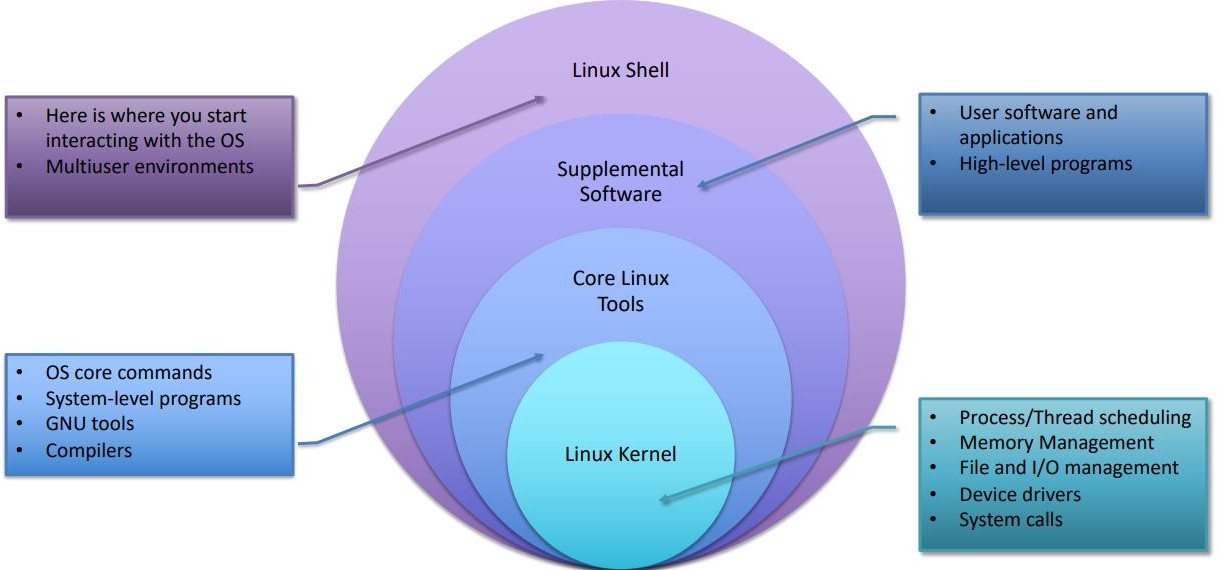 Linux Shell
• Here is where you start
interacting with the OS
• Multiuser environments
• User software and
applications
• High-level programs
Supplemental
Software
Core Linux
Tools
• OS core commands
• System-level programs
• GNU tools
• Compilers
Linux Kernel
• Process/Thread scheduling
• Memory Management
• File and I/O management
• Device drivers
• System calls